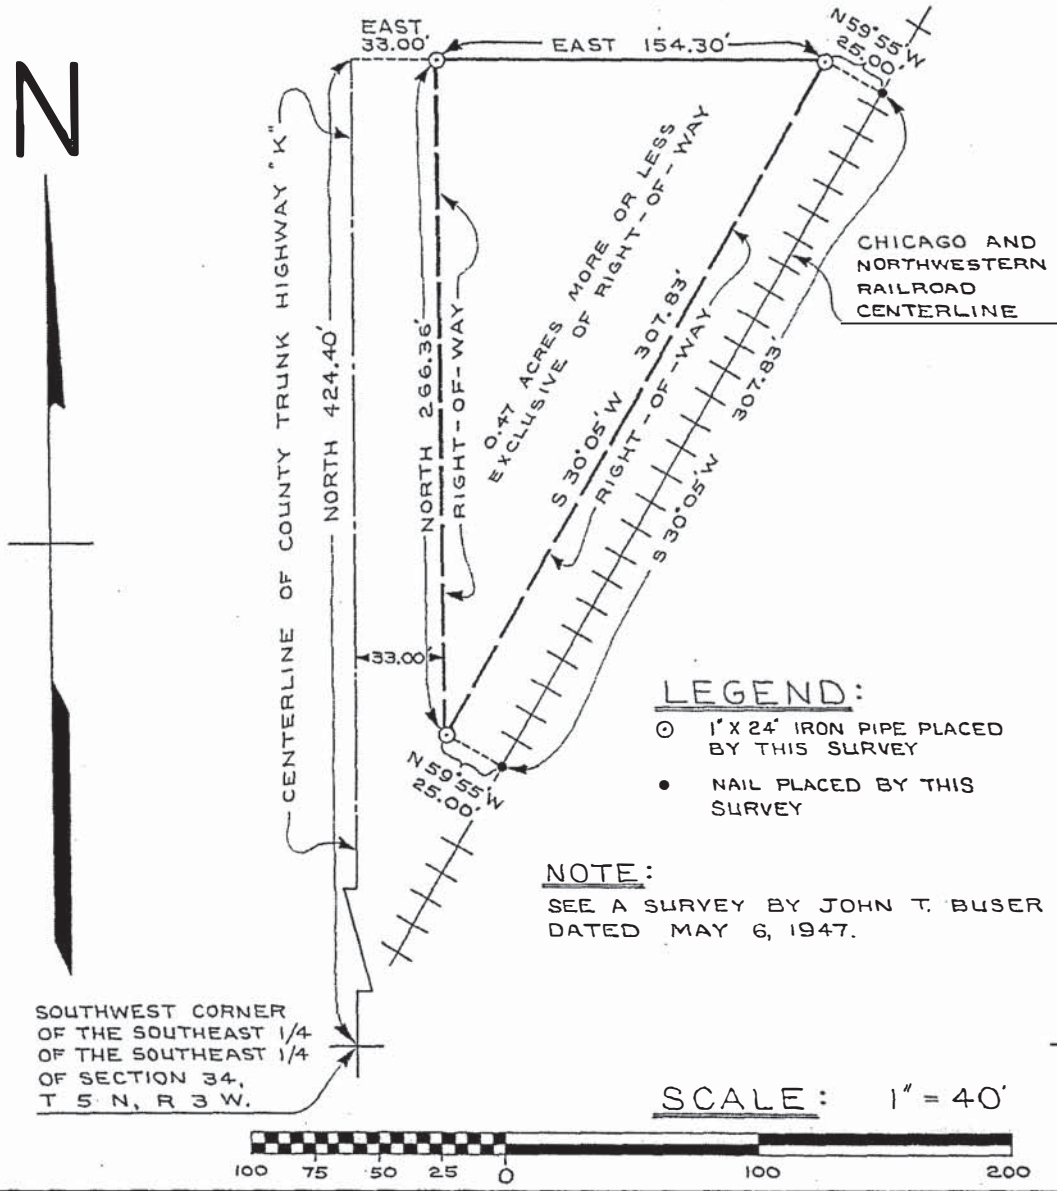 N
EAST
33.00'
EAST 154.30'
N 59°55' W
25.00'
CENTERLINE OF COUNTY TRUNK HIGHWAY "K"
NORTH 424.40'
NORTH 266.36'
RIGHT-OF-WAY
0.47 ACRES MORE OR LESS
EXCLUSIVE OF RIGHT-OF-WAY
S 30°05' W 307.83'
RIGHT-OF-WAY
S 30°05' W 307.83'
CHICAGO AND
NORTHWESTERN
RAILROAD
CENTERLINE
33.00'
N 59°55' W
25.00'
LEGEND:
⊙ 1" X 24" IRON PIPE PLACED
BY THIS SURVEY
● NAIL PLACED BY THIS
SURVEY
NOTE:
SEE A SURVEY BY JOHN T. BUSER
DATED MAY 6, 1947.
SOUTHWEST CORNER
OF THE SOUTHEAST 1/4
OF THE SOUTHEAST 1/4
OF SECTION 34,
T 5 N, R 3 W.
SCALE: 1" = 40'
100 75 50 25 0 100 200